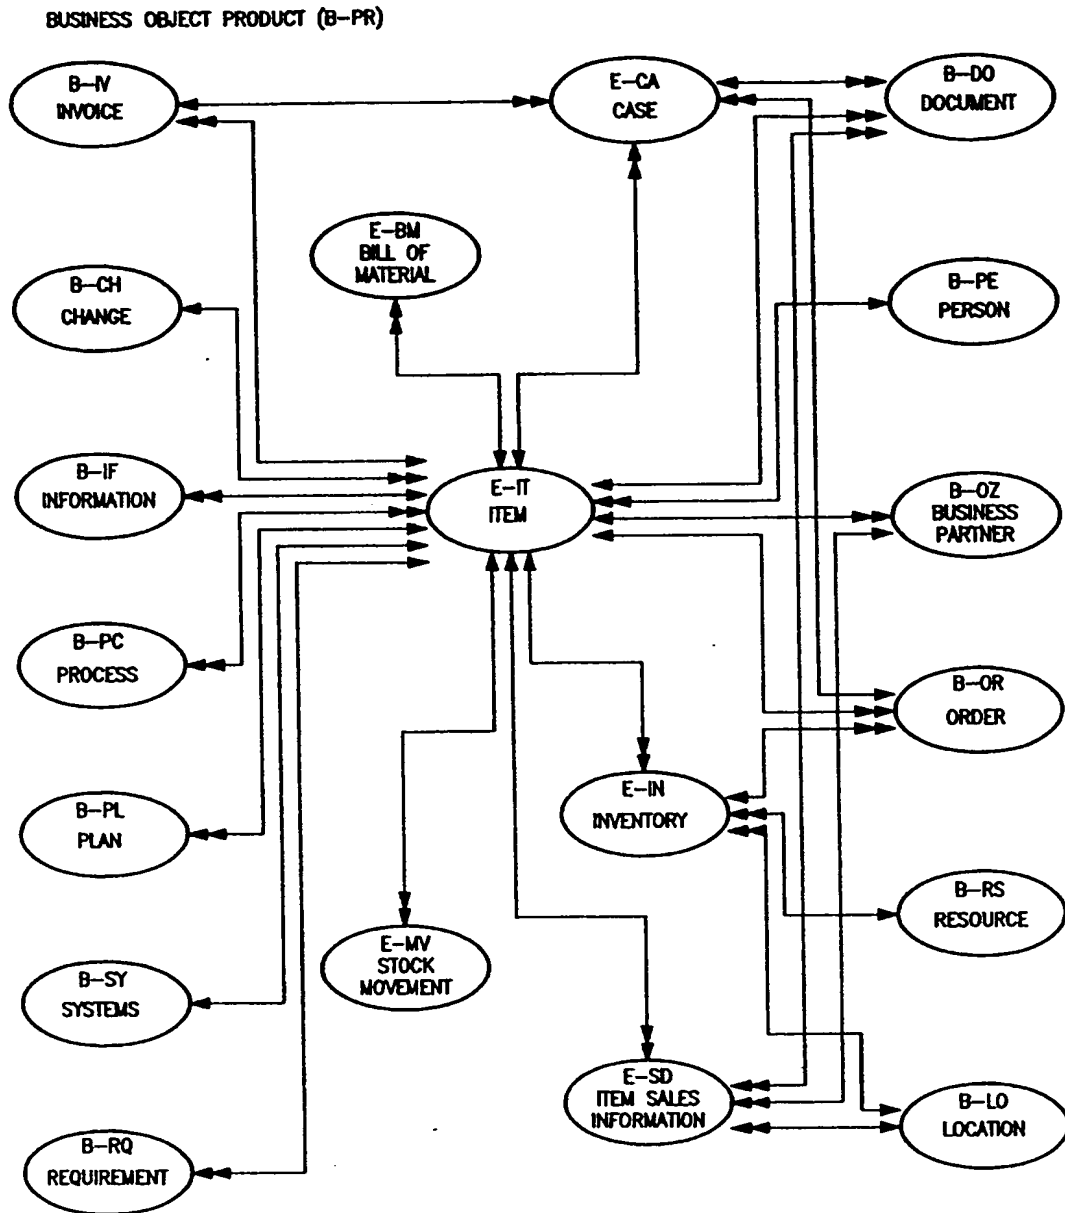 BUSINESS OBJECT PRODUCT (B-PR)
B-IV
INVOICE
E-CA
CASE
B-DO
DOCUMENT
E-BM
BILL OF
MATERIAL
B-CH
CHANGE
B-PE
PERSON
B-IF
INFORMATION
E-IT
ITEM
B-OZ
BUSINESS
PARTNER
B-PC
PROCESS
B-OR
ORDER
E-IN
INVENTORY
B-PL
PLAN
B-RS
RESOURCE
E-MV
STOCK
MOVEMENT
B-SY
SYSTEMS
E-SD
ITEM SALES
INFORMATION
B-LO
LOCATION
B-RQ
REQUIREMENT